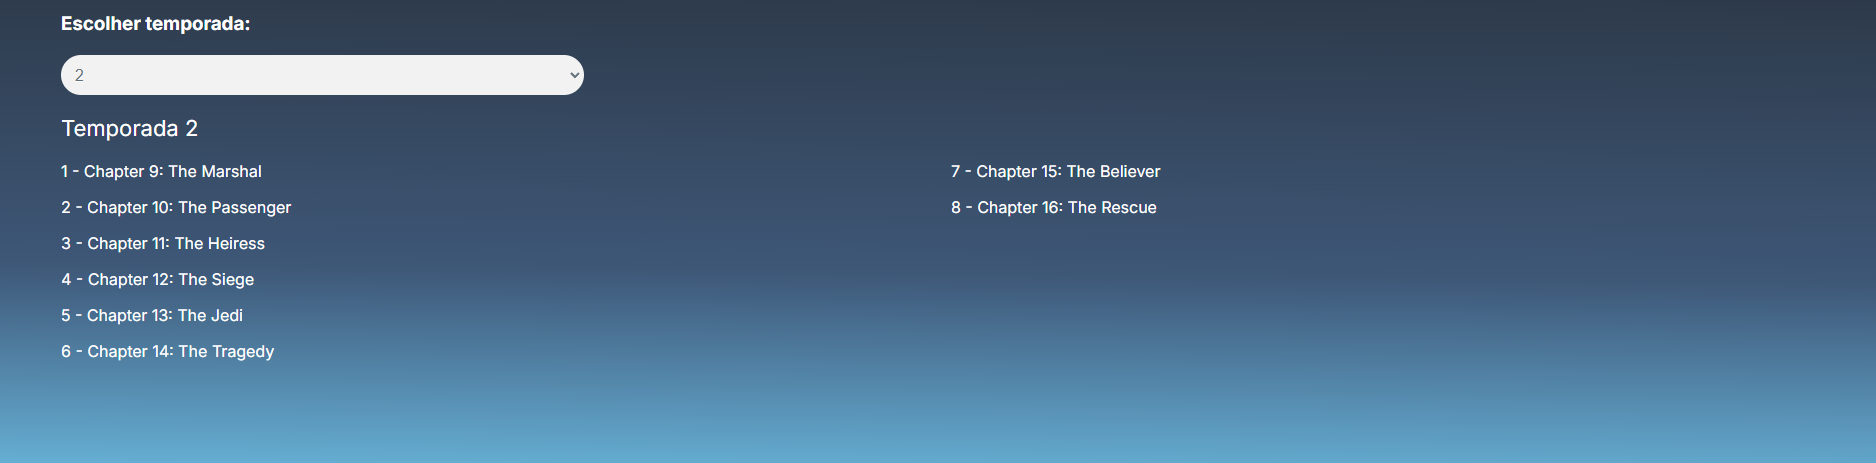 Escolher temporada:
2
Temporada 2
1 - Chapter 9: The Marshal
2 - Chapter 10: The Passenger
3 - Chapter 11: The Heiress
4 - Chapter 12: The Siege
5 - Chapter 13: The Jedi
6 - Chapter 14: The Tragedy
7 - Chapter 15: The Believer
8 - Chapter 16: The Rescue